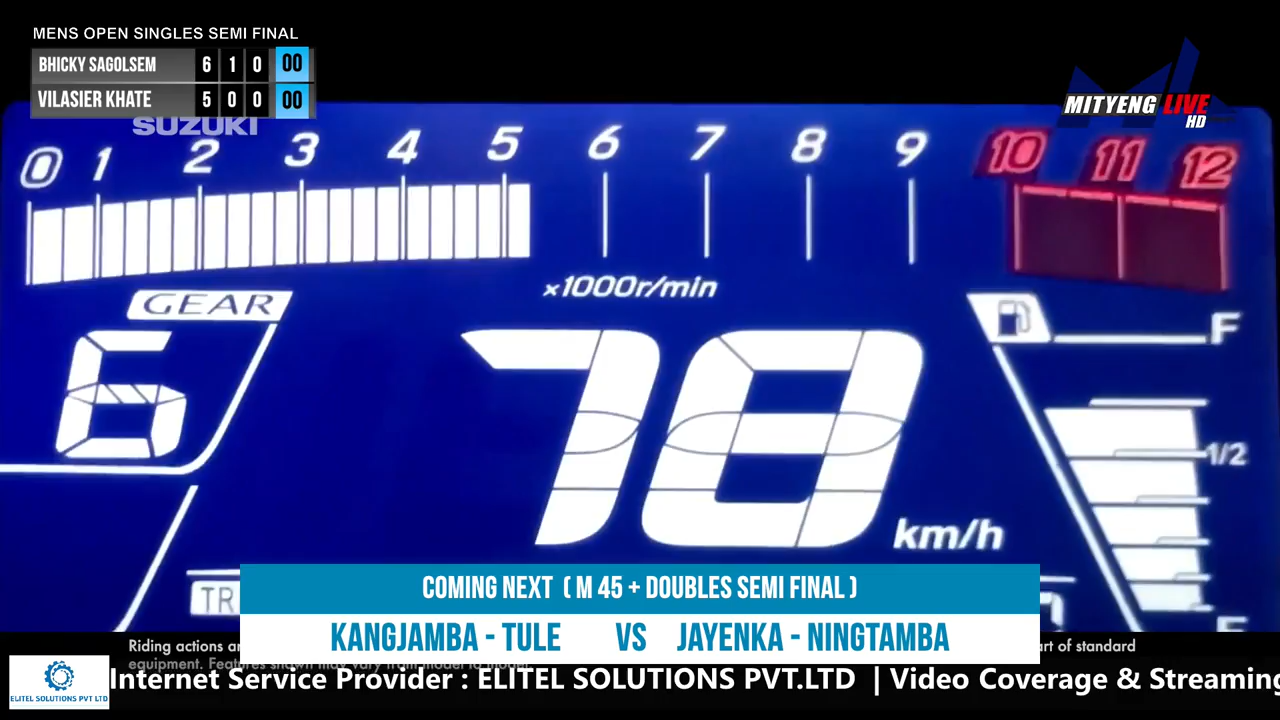 MENS OPEN SINGLES SEMI FINAL
BHICKY SAGOLSEM 6 1 0 00
VILASIER KHATE 5 0 0 00
MITYENG LIVE
HD
SUZUKI
0 1 2 3 4 5 6 7 8 9 10 11 12
x1000r/min
GEAR
6
78
km/h
F
1/2
TR
COMING NEXT ( M 45 + DOUBLES SEMI FINAL )
KANGJAMBA - TULE VS JAYENKA - NINGTAMBA
Riding actions an
rt of standard
equipment. Features shown may vary from model to model
ELITEL SOLUTIONS PVT LTD
Internet Service Provider : ELITEL SOLUTIONS PVT.LTD | Video Coverage & Streaming